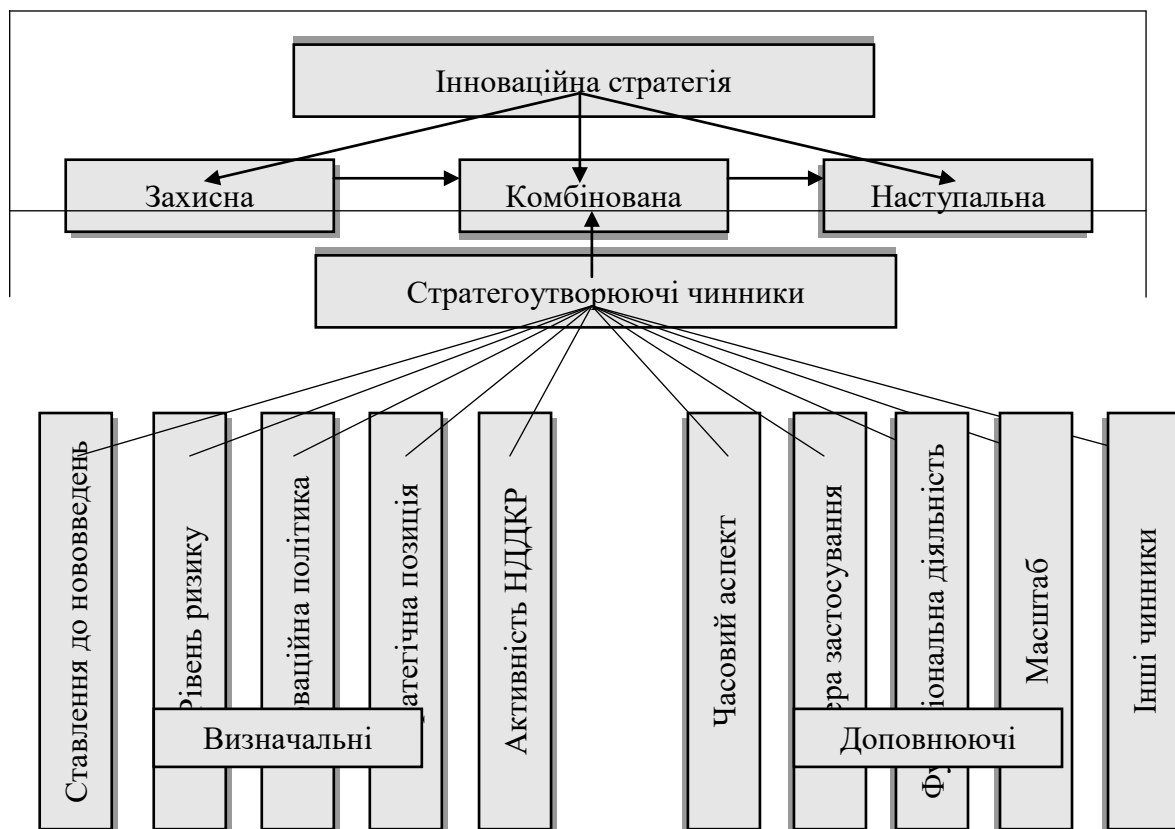 Інноваційна стратегія
Захисна
Комбінована
Наступальна
Стратегоутворюючі чинники
Ставлення до нововведень
Рівень ризику
політика
позиція
Активність НДДКР
Часовий аспект
застосування
діяльність
Масштаб
Інші чинники
Визначальні
Доповнюючі